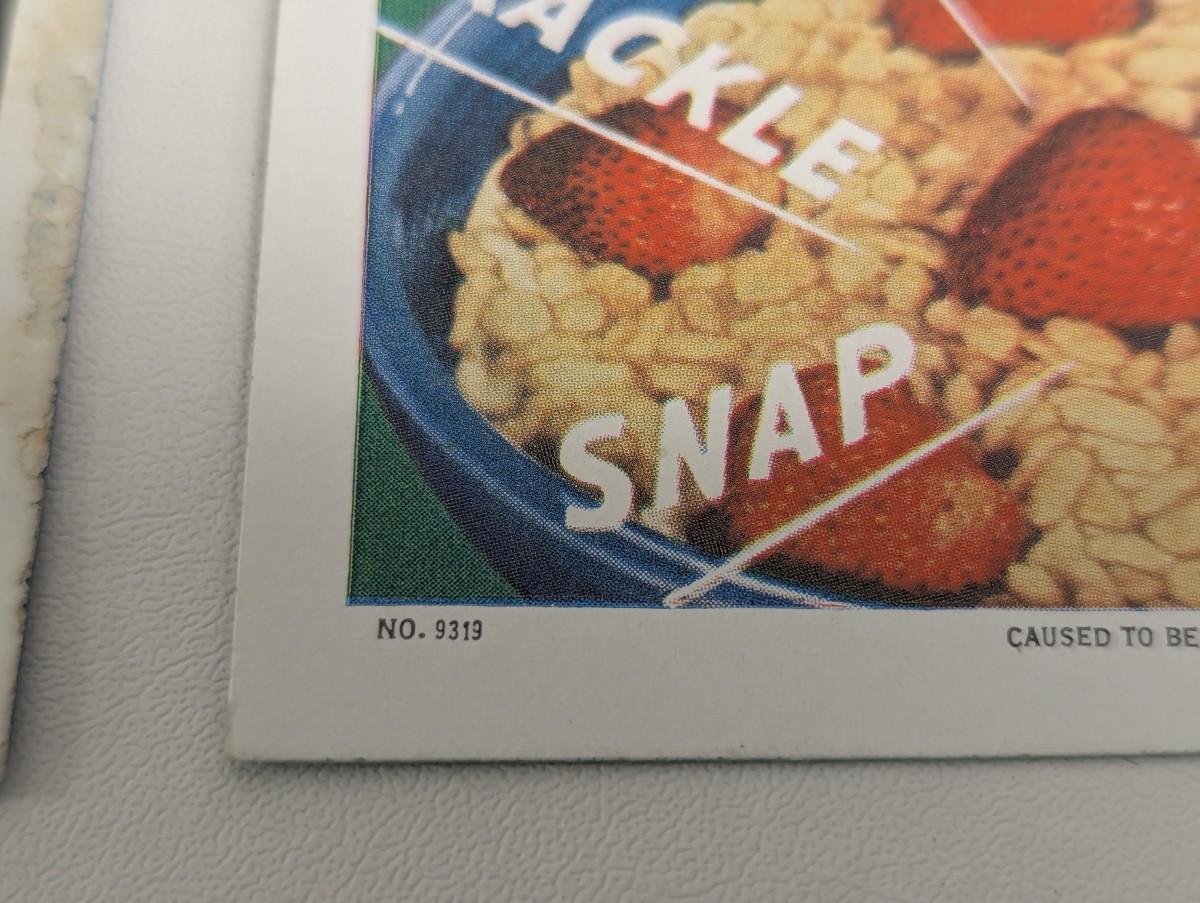 ACKLE
SNAP
NO. 9319
CAUSED TO BE